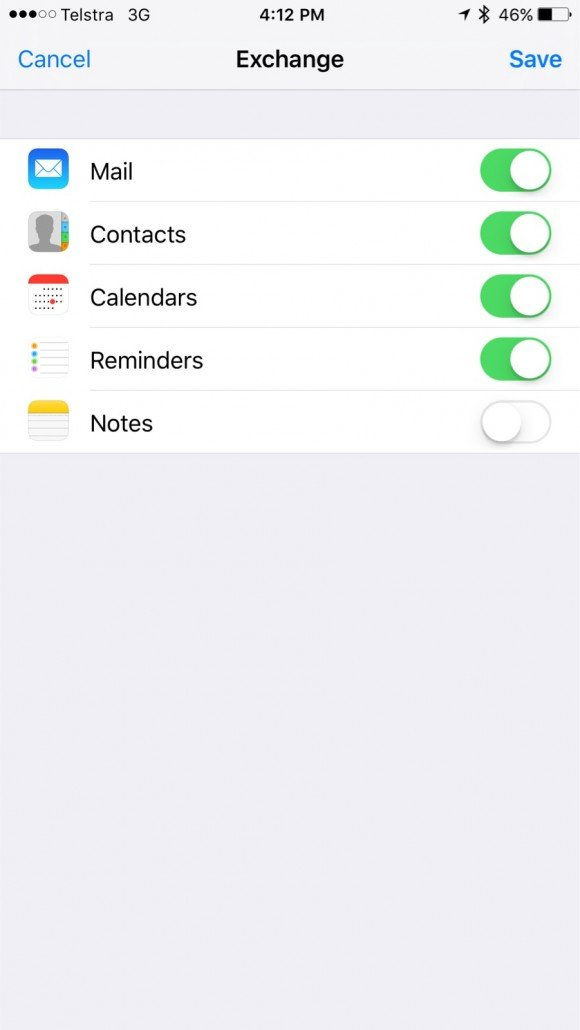 Telstra 3G 4:12 PM 46%
Cancel Exchange Save
Mail
Contacts
Calendars
Reminders
Notes